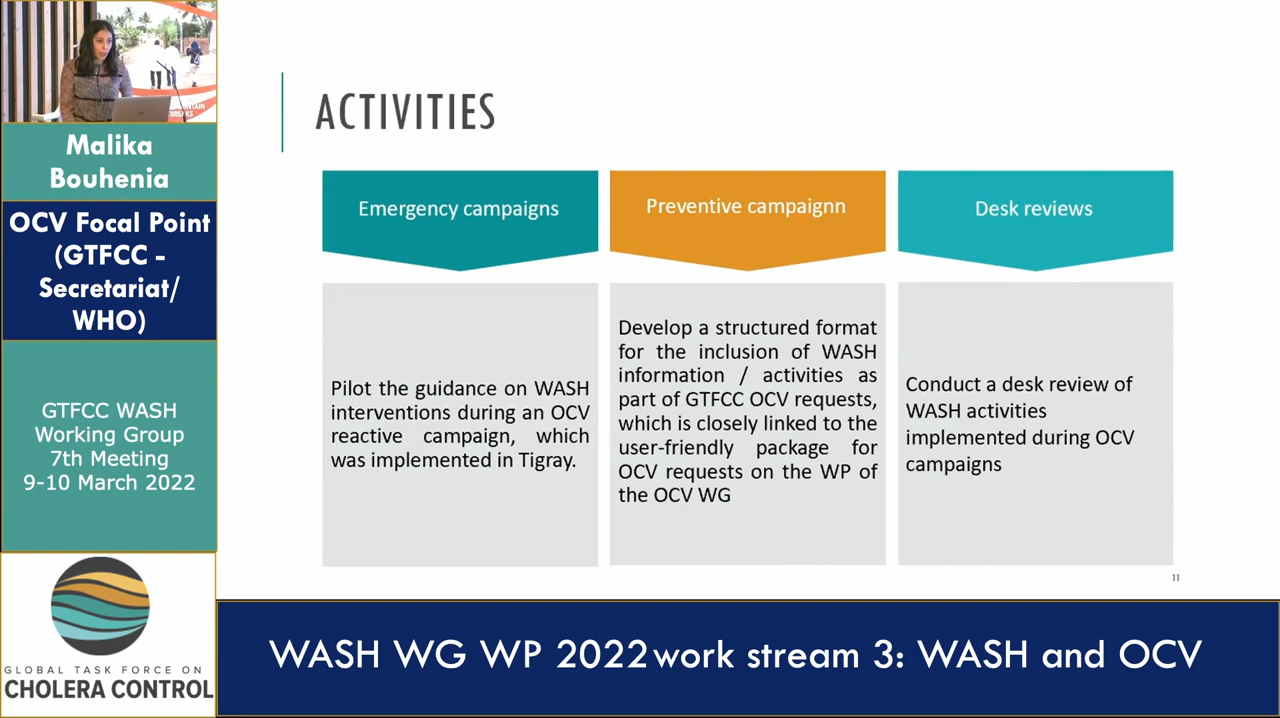 TAIN
BREAKS
Malika
Bouhenia
OCV Focal Point
(GTFCC -
Secretariat/
WHO)
GTFCC WASH
Working Group
7th Meeting
9-10 March 2022
GLOBAL TASK FORCE ON
CHOLERA CONTROL
ACTIVITIES
Emergency campaigns
Pilot the guidance on WASH
interventions during an OCV
reactive campaign, which
was implemented in Tigray.
Preventive campaignn
Develop a structured format
for the inclusion of WASH
information / activities as
part of GTFCC OCV requests,
which is closely linked to the
user-friendly package for
OCV requests on the WP of
the OCV WG
Desk reviews
Conduct a desk review of
WASH activities
implemented during OCV
campaigns
11
WASH WG WP 2022 work stream 3: WASH and OCV